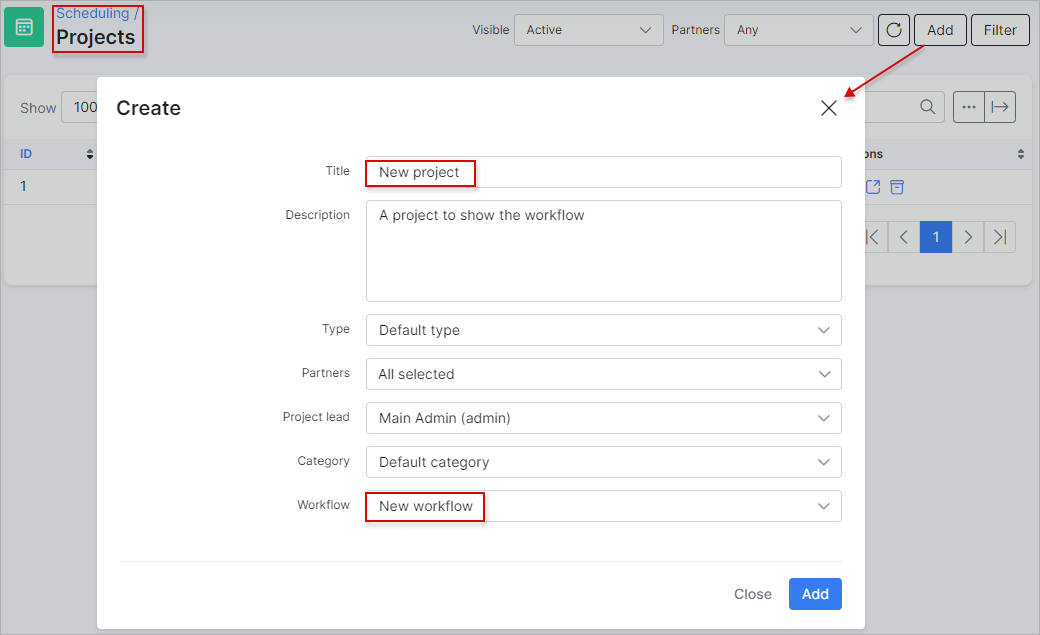 Scheduling /
Projects
Visible Active Partners Any Add Filter
Show 100
Create
ID
ons
1
1
Title New project
Description A project to show the workflow
Type Default type
Partners All selected
Project lead Main Admin (admin)
Category Default category
Workflow New workflow
Close Add